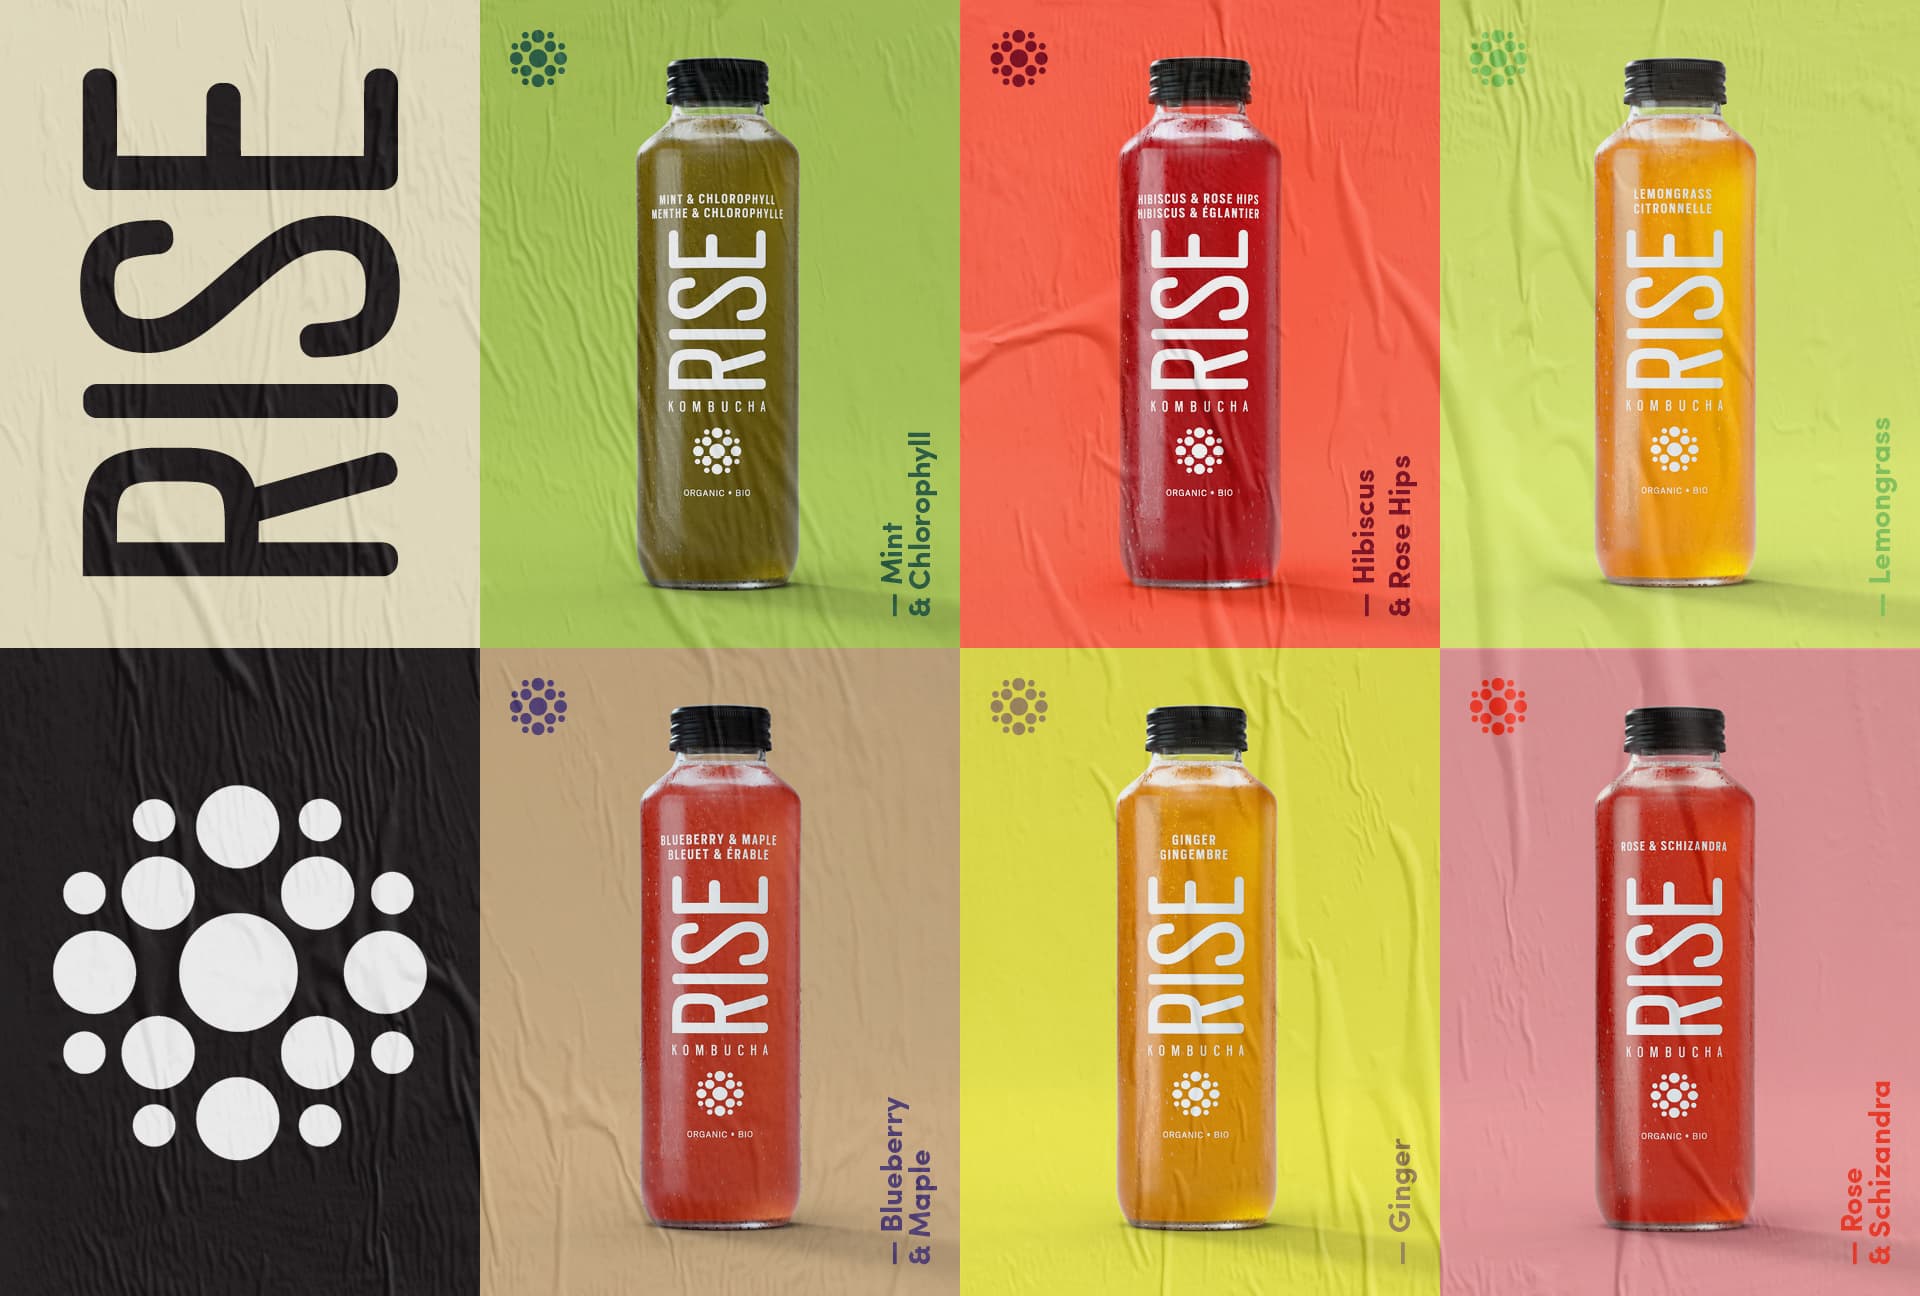 RISE
MINT & CHLOROPHYLL
MENTHE & CHLOROPHYLLE
RISE
KOMBUCHA
ORGANIC • BIO
— Mint
& Chlorophyll
HIBISCUS & ROSE HIPS
HIBISCUS & ÉGLANTIER
RISE
KOMBUCHA
ORGANIC • BIO
— Hibiscus
& Rose Hips
LEMONGRASS
CITRONNELLE
RISE
KOMBUCHA
ORGANIC • BIO
— Lemongrass
BLUEBERRY & MAPLE
BLEUET & ÉRABLE
RISE
KOMBUCHA
ORGANIC • BIO
— Blueberry
& Maple
GINGER
GINGEMBRE
RISE
KOMBUCHA
ORGANIC • BIO
— Ginger
ROSE & SCHIZANDRA
RISE
KOMBUCHA
ORGANIC • BIO
— Rose
& Schizandra